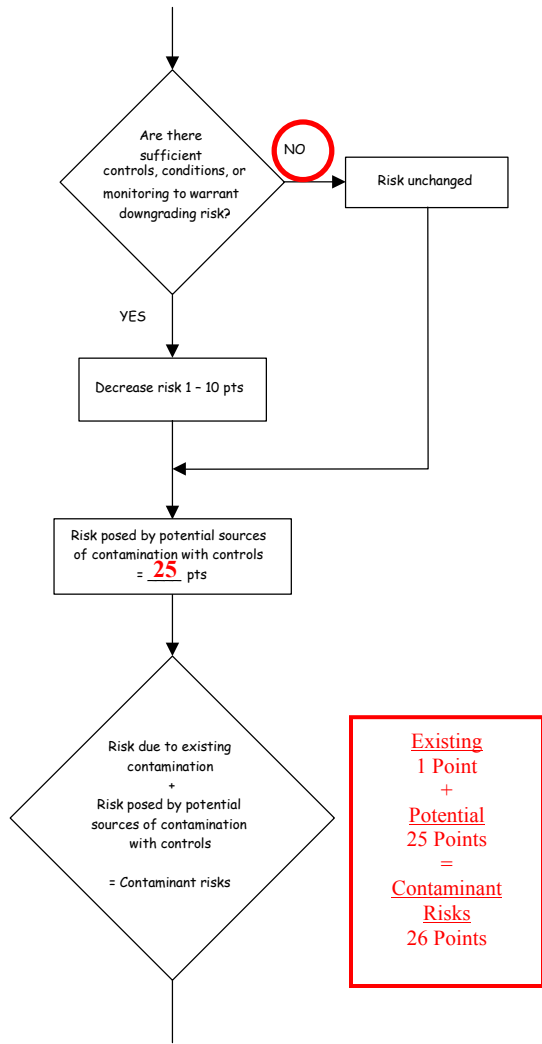 Are there
sufficient
controls, conditions, or
monitoring to warrant
downgrading risk?
NO
Risk unchanged
YES
Decrease risk 1 – 10 pts
Risk posed by potential sources
of contamination with controls
= 25 pts
Risk due to existing
contamination
+
Risk posed by potential
sources of contamination
with controls
= Contaminant risks
Existing
1 Point
+
Potential
25 Points
=
Contaminant
Risks
26 Points